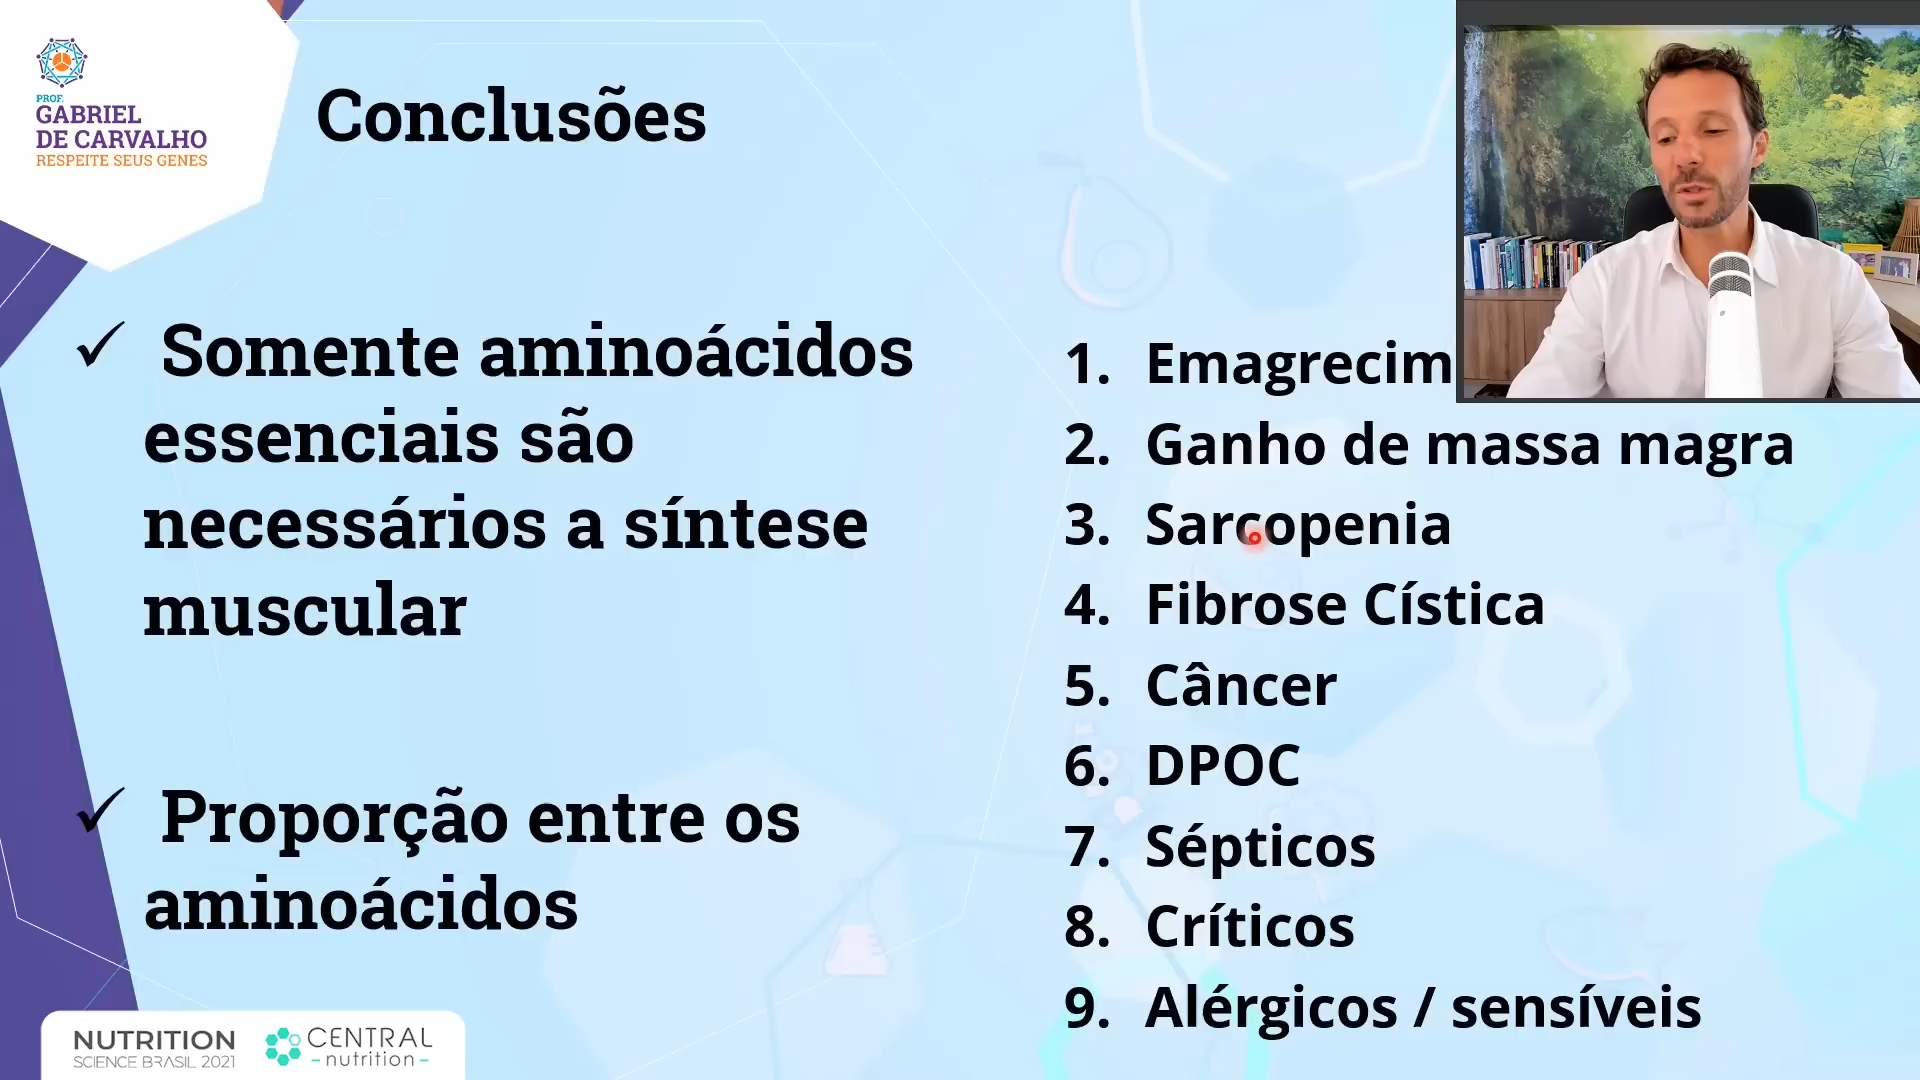 PROF.
GABRIEL
DE CARVALHO
RESPEITE SEUS GENES
Conclusões
✓ Somente aminoácidos
essenciais são
necessários a síntese
muscular
✓ Proporção entre os
aminoácidos
1. Emagrecim
2. Ganho de massa magra
3. Sarcopenia
4. Fibrose Cística
5. Câncer
6. DPOC
7. Sépticos
8. Críticos
9. Alérgicos / sensíveis
NUTRITION
SCIENCE BRASIL 2021
CENTRAL
nutrition